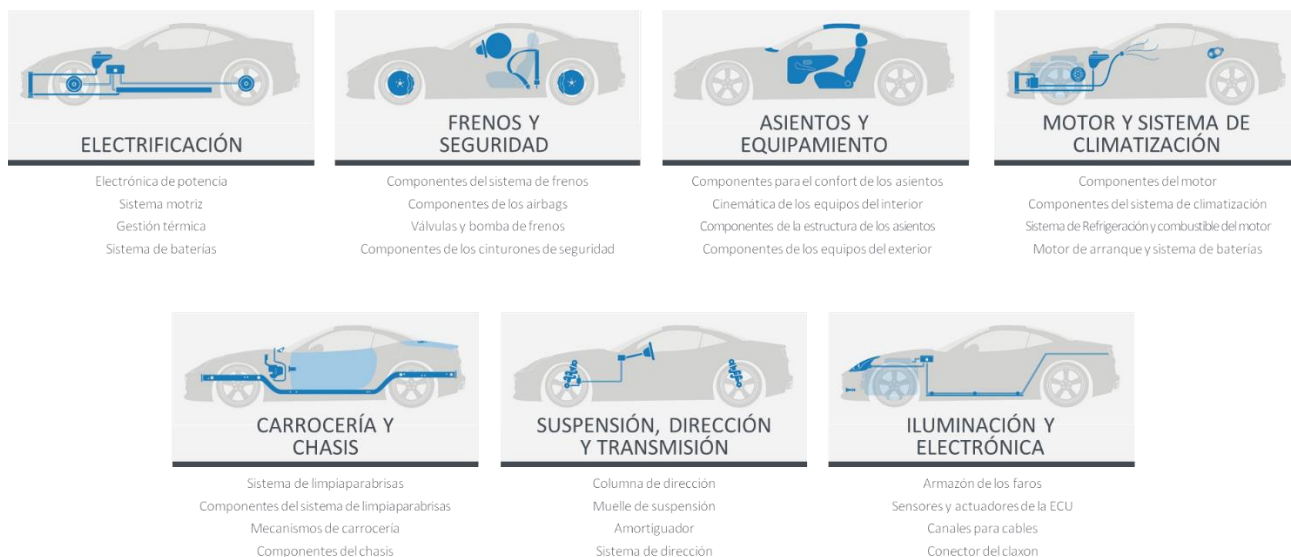 ELECTRIFICACIÓN
Electrónica de potencia
Sistema motriz
Gestión térmica
Sistema de baterías
FRENOS Y
SEGURIDAD
Componentes del sistema de frenos
Componentes de los airbags
Válvulas y bomba de frenos
Componentes de los cinturones de seguridad
ASIENTOS Y
EQUIPAMIENTO
Componentes para el confort de los asientos
Cinemática de los equipos del interior
Componentes de la estructura de los asientos
Componentes de los equipos del exterior
MOTOR Y SISTEMA DE
CLIMATIZACIÓN
Componentes del motor
Componentes del sistema de climatización
Sistema de Refrigeración y combustible del motor
Motor de arranque y sistema de baterías
CARROCERÍA Y
CHASIS
Sistema de limpiaparabrisas
Componentes del sistema de limpiaparabrisas
Mecanismos de carrocería
Componentes del chasis
SUSPENSIÓN, DIRECCIÓN
Y TRANSMISIÓN
Columna de dirección
Muelle de suspensión
Amortiguador
Sistema de dirección
ILUMINACIÓN Y
ELECTRÓNICA
Armazón de los faros
Sensores y actuadores de la ECU
Canales para cables
Conector del claxon